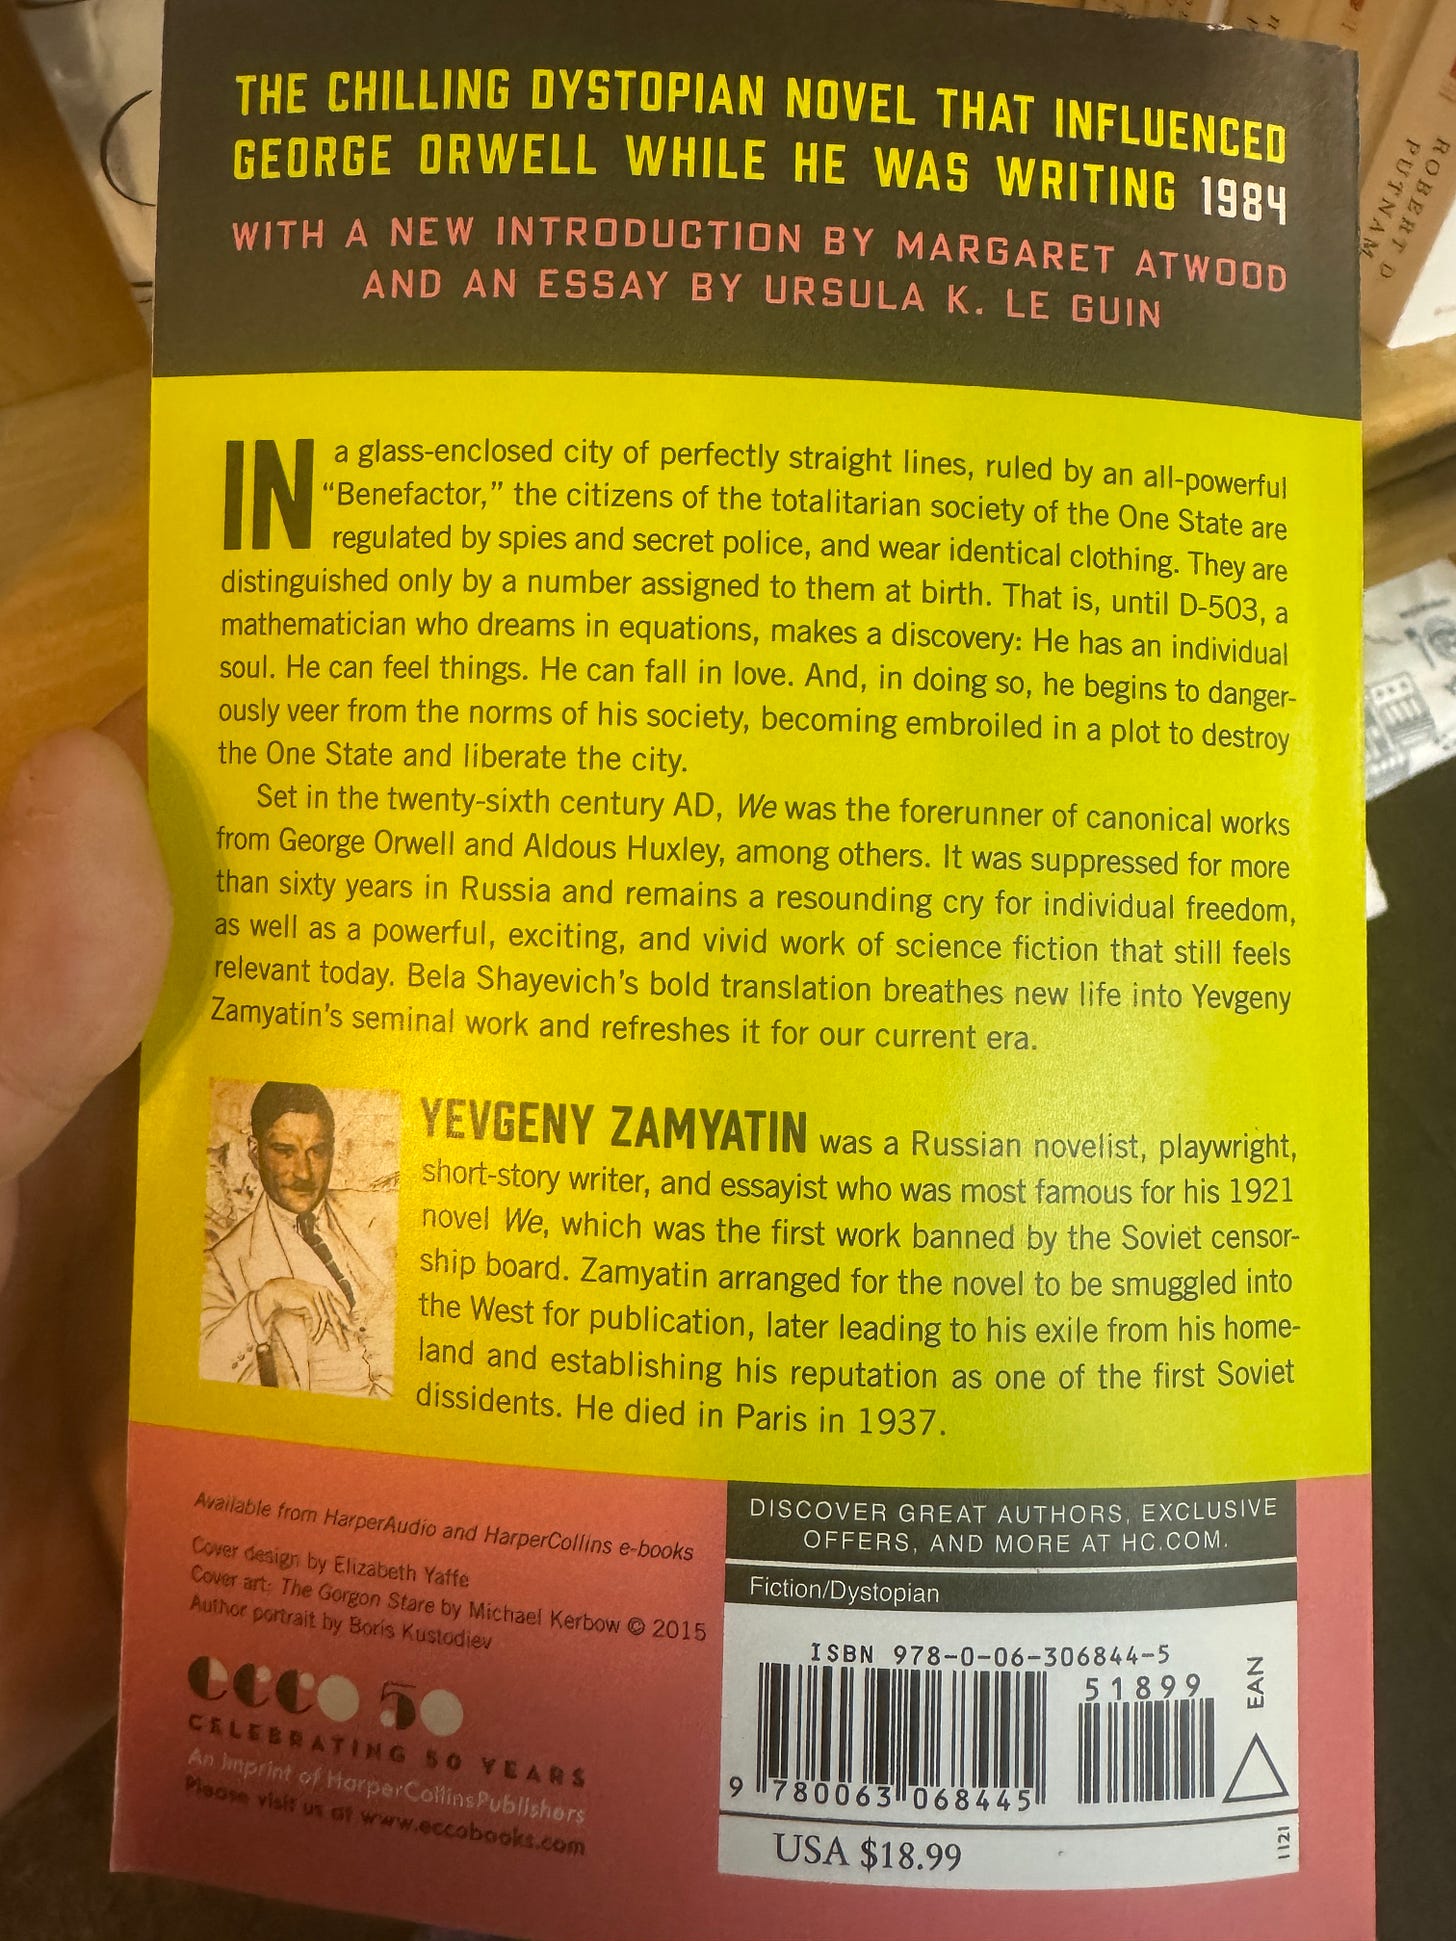 THE CHILLING DYSTOPIAN NOVEL THAT INFLUENCED
GEORGE ORWELL WHILE HE WAS WRITING 1984
WITH A NEW INTRODUCTION BY MARGARET ATWOOD
AND AN ESSAY BY URSULA K. LE GUIN
IN a glass-enclosed city of perfectly straight lines, ruled by an all-powerful
“Benefactor,” the citizens of the totalitarian society of the One State are
regulated by spies and secret police, and wear identical clothing. They are
distinguished only by a number assigned to them at birth. That is, until D-503, a
mathematician who dreams in equations, makes a discovery: He has an individual
soul. He can feel things. He can fall in love. And, in doing so, he begins to danger-
ously veer from the norms of his society, becoming embroiled in a plot to destroy
the One State and liberate the city.
Set in the twenty-sixth century AD, We was the forerunner of canonical works
from George Orwell and Aldous Huxley, among others. It was suppressed for more
than sixty years in Russia and remains a resounding cry for individual freedom,
as well as a powerful, exciting, and vivid work of science fiction that still feels
relevant today. Bela Shayevich’s bold translation breathes new life into Yevgeny
Zamyatin’s seminal work and refreshes it for our current era.
YEVGENY ZAMYATIN was a Russian novelist, playwright,
short-story writer, and essayist who was most famous for his 1921
novel We, which was the first work banned by the Soviet censor-
ship board. Zamyatin arranged for the novel to be smuggled into
the West for publication, later leading to his exile from his home-
land and establishing his reputation as one of the first Soviet
dissidents. He died in Paris in 1937.
Available from HarperAudio and HarperCollins e-books
Cover design by Elizabeth Yaffe
Cover art: The Gorgon Stare by Michael Kerbow © 2015
Author portrait by Boris Kustodiev
ecco 50
CELEBRATING 50 YEARS
An Imprint of HarperCollinsPublishers
Please visit us at www.eccobooks.com
DISCOVER GREAT AUTHORS, EXCLUSIVE
OFFERS, AND MORE AT HC.COM.
Fiction/Dystopian
ISBN 978-0-06-306844-5
51899
EAN
9 780063 068445
1121
USA $18.99
ROBERT D
PUTNAM